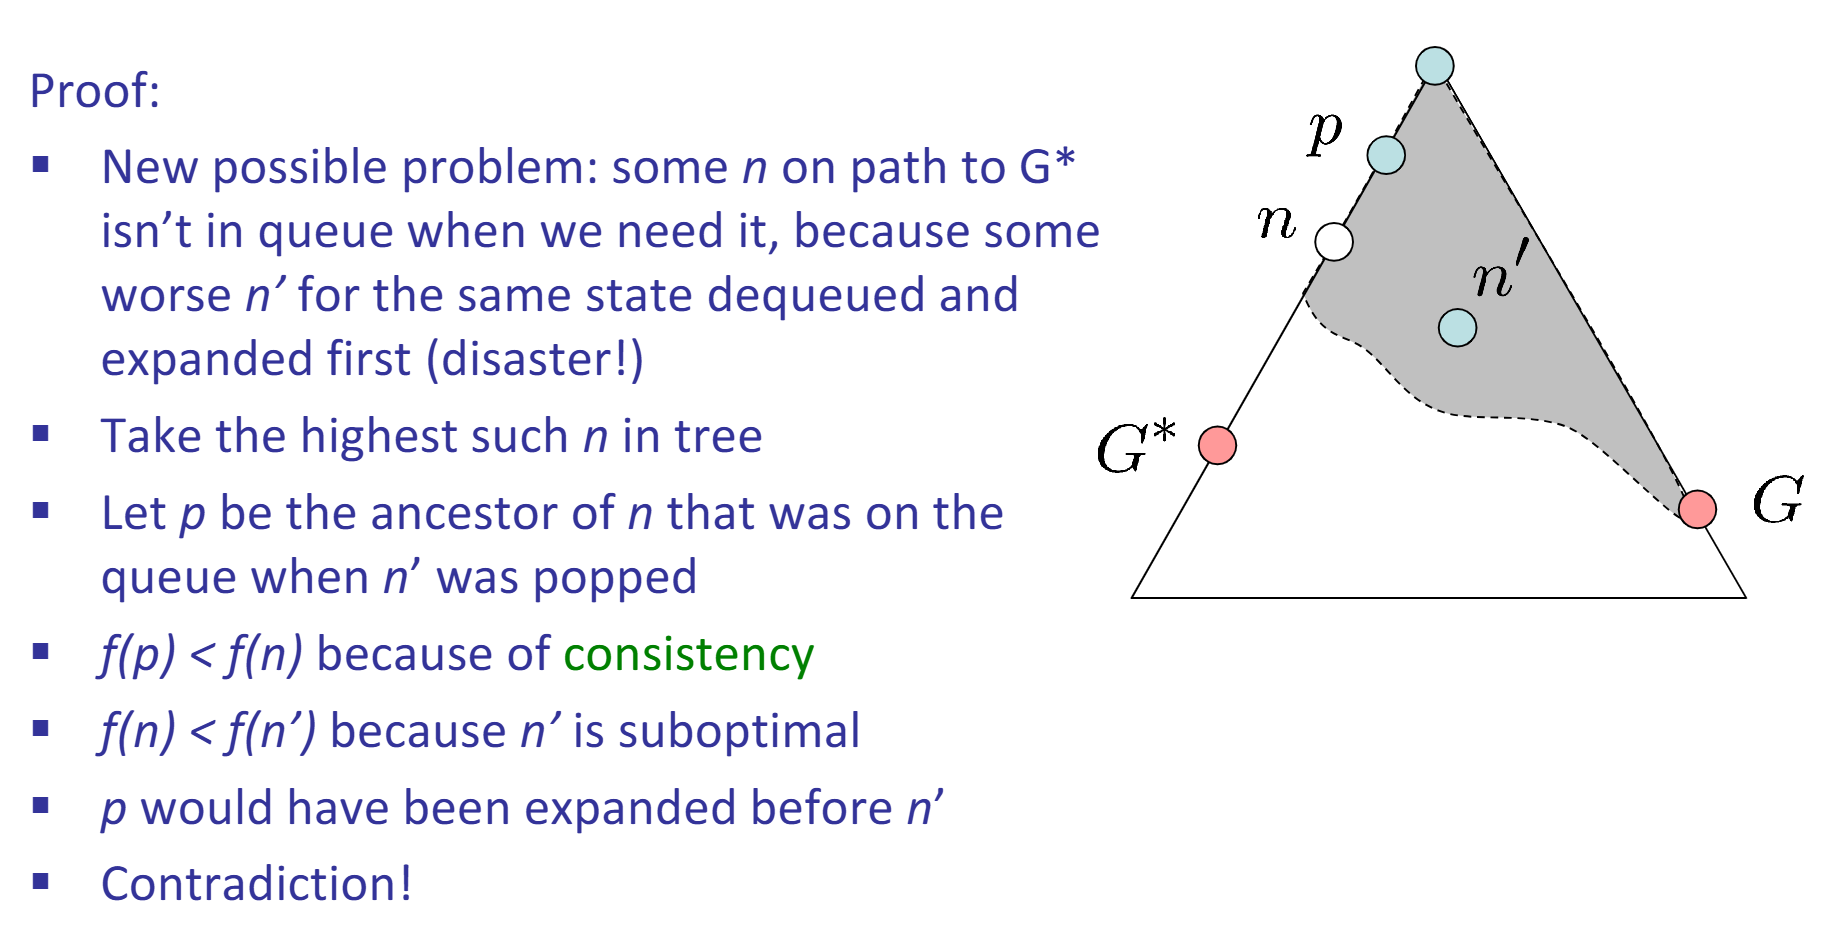 Proof:
▪ New possible problem: some n on path to G*
isn’t in queue when we need it, because some
worse n’ for the same state dequeued and
expanded first (disaster!)
▪ Take the highest such n in tree
▪ Let p be the ancestor of n that was on the
queue when n’ was popped
▪ f(p) < f(n) because of consistency
▪ f(n) < f(n’) because n’ is suboptimal
▪ p would have been expanded before n’
▪ Contradiction!
p
n
n′
G*
G